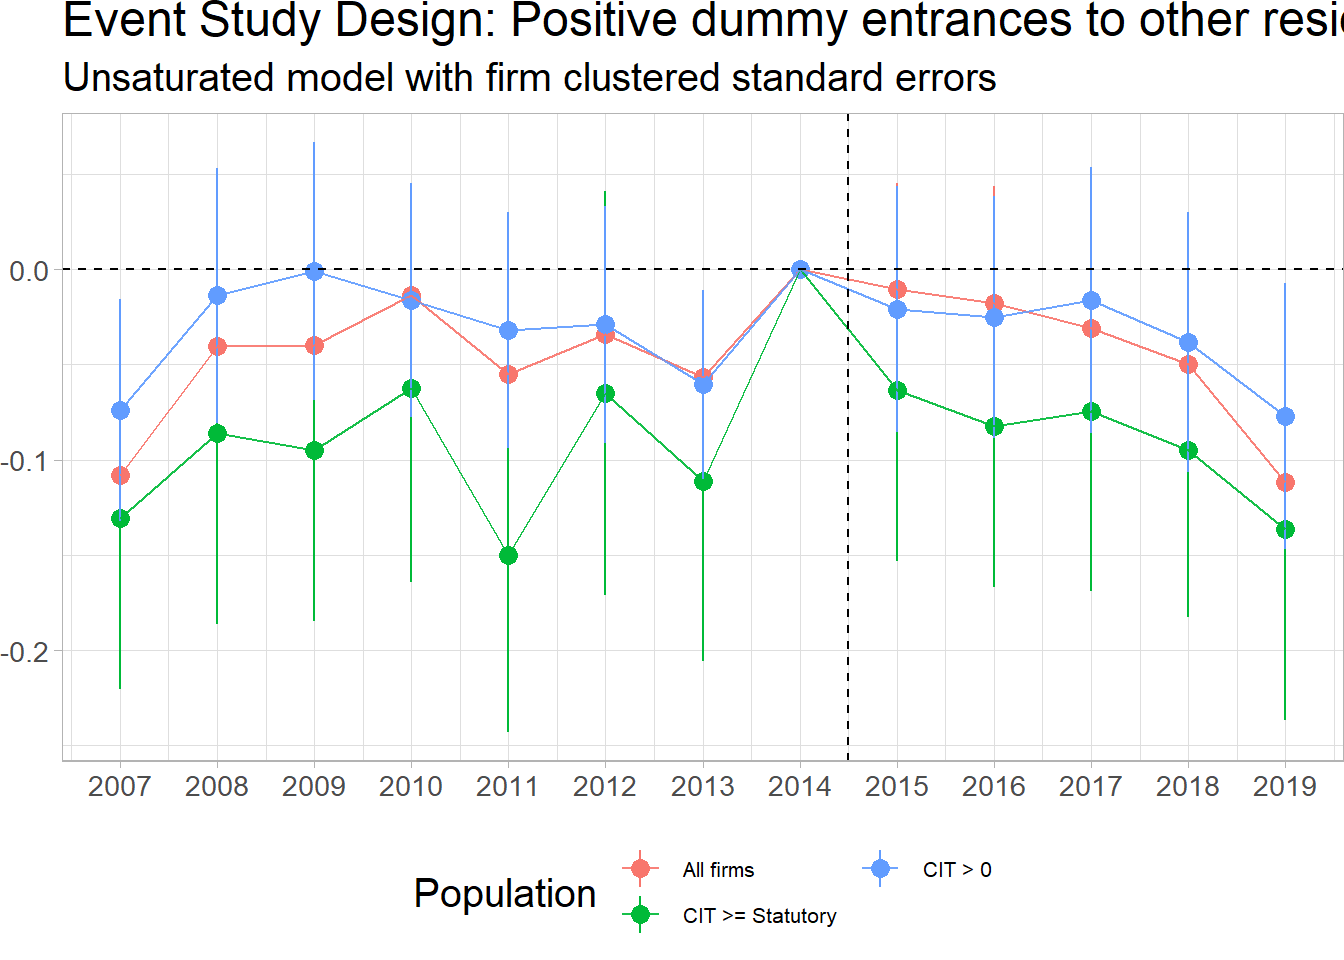 Event Study Design: Positive dummy entrances to other
Unsaturated model with firm clustered standard errors
0.0
-0.1
-0.2
2007 2008 2009 2010 2011 2012 2013 2014 2015 2016 2017 2018 2019
Population
All firms
CIT > 0
CIT >= Statutory